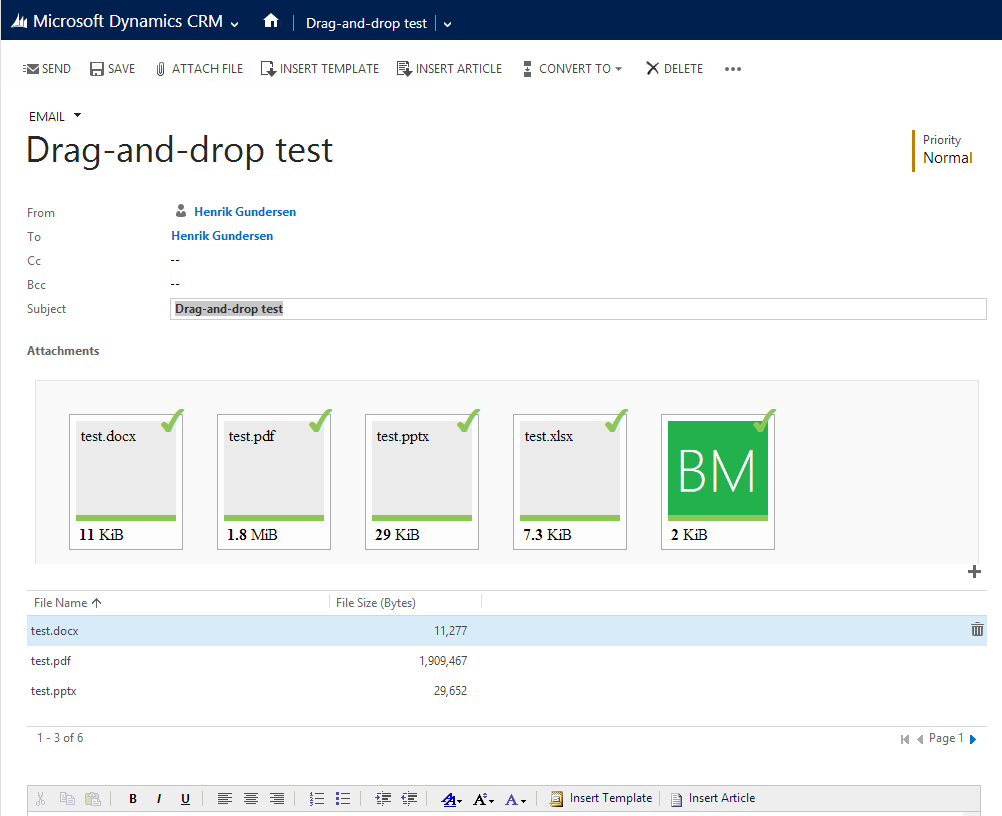 Microsoft Dynamics CRM Drag-and-drop test
SEND SAVE ATTACH FILE INSERT TEMPLATE INSERT ARTICLE CONVERT TO DELETE •••
EMAIL
Drag-and-drop test
Priority
Normal
From Henrik Gundersen
To Henrik Gundersen
Cc --
Bcc --
Subject Drag-and-drop test
Attachments
test.docx test.pdf test.pptx test.xlsx BM
11 KiB 1.8 MiB 29 KiB 7.3 KiB 2 KiB
File Name File Size (Bytes)
test.docx 11,277
test.pdf 1,909,467
test.pptx 29,652
1 - 3 of 6 Page 1
B I U A A A Insert Template Insert Article